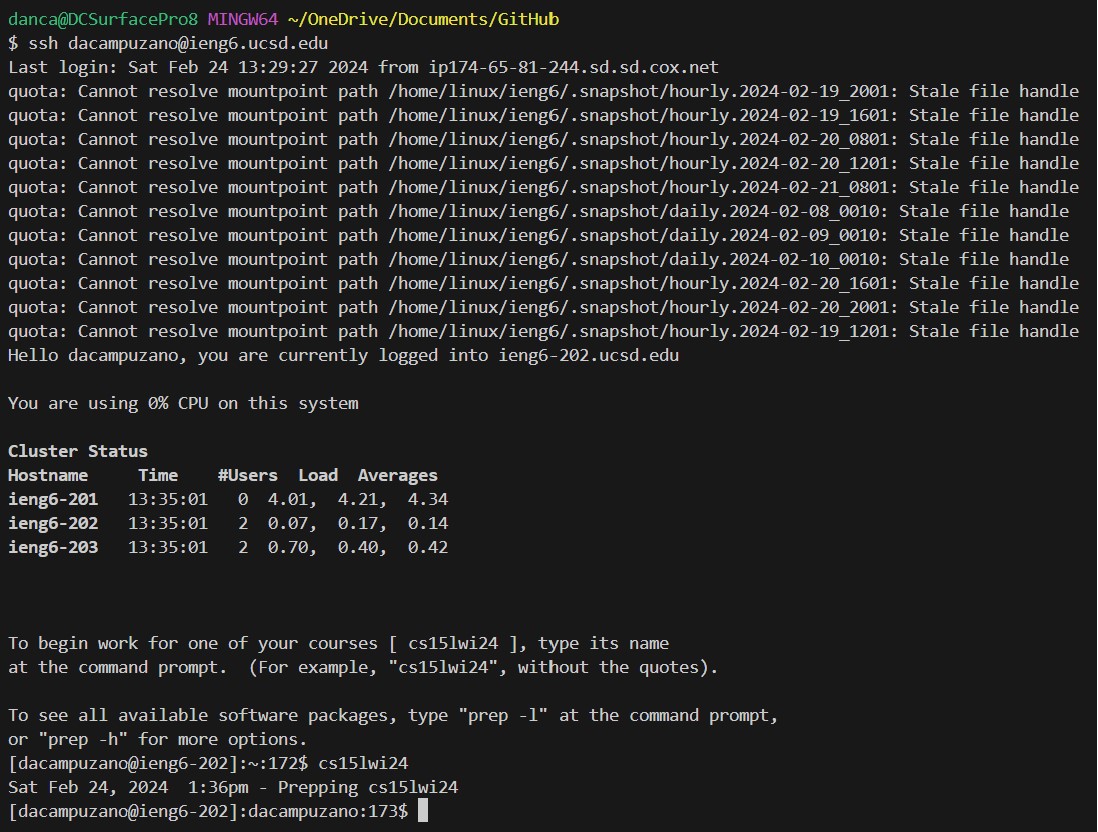 danca@DCSurfacePro8 MINGW64 ~/OneDrive/Documents/GitHub
$ ssh dacampuzano@ieng6.ucsd.edu
Last login: Sat Feb 24 13:29:27 2024 from ip174-65-81-244.sd.sd.cox.net
quota: Cannot resolve mountpoint path /home/linux/ieng6/.snapshot/hourly.2024-02-19_2001: Stale file handle
quota: Cannot resolve mountpoint path /home/linux/ieng6/.snapshot/hourly.2024-02-19_1601: Stale file handle
quota: Cannot resolve mountpoint path /home/linux/ieng6/.snapshot/hourly.2024-02-20_0801: Stale file handle
quota: Cannot resolve mountpoint path /home/linux/ieng6/.snapshot/hourly.2024-02-20_1201: Stale file handle
quota: Cannot resolve mountpoint path /home/linux/ieng6/.snapshot/hourly.2024-02-21_0801: Stale file handle
quota: Cannot resolve mountpoint path /home/linux/ieng6/.snapshot/daily.2024-02-08_0010: Stale file handle
quota: Cannot resolve mountpoint path /home/linux/ieng6/.snapshot/daily.2024-02-09_0010: Stale file handle
quota: Cannot resolve mountpoint path /home/linux/ieng6/.snapshot/daily.2024-02-10_0010: Stale file handle
quota: Cannot resolve mountpoint path /home/linux/ieng6/.snapshot/hourly.2024-02-20_1601: Stale file handle
quota: Cannot resolve mountpoint path /home/linux/ieng6/.snapshot/hourly.2024-02-20_2001: Stale file handle
quota: Cannot resolve mountpoint path /home/linux/ieng6/.snapshot/hourly.2024-02-19_1201: Stale file handle
Hello dacampuzano, you are currently logged into ieng6-202.ucsd.edu

You are using 0% CPU on this system

Cluster Status
Hostname     Time    #Users  Load  Averages
ieng6-201   13:35:01   0  4.01,  4.21,  4.34
ieng6-202   13:35:01   2  0.07,  0.17,  0.14
ieng6-203   13:35:01   2  0.70,  0.40,  0.42

To begin work for one of your courses [ cs15lwi24 ], type its name
at the command prompt.  (For example, "cs15lwi24", without the quotes).

To see all available software packages, type "prep -l" at the command prompt,
or "prep -h" for more options.
[dacampuzano@ieng6-202]:~:172$ cs15lwi24
Sat Feb 24, 2024  1:36pm - Prepping cs15lwi24
[dacampuzano@ieng6-202]:dacampuzano:173$